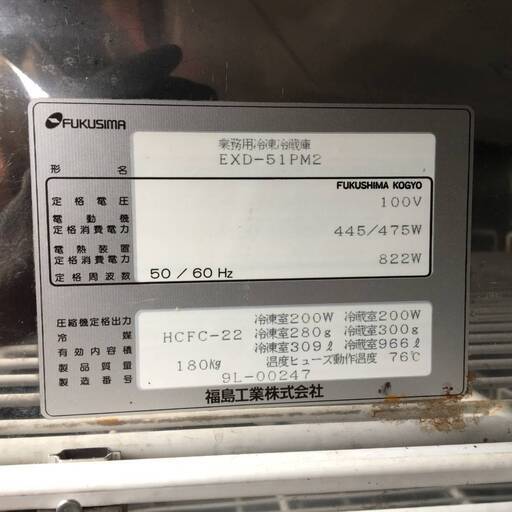 FUKUSIMA
業務用冷凍冷蔵庫
形名 EXD-51PM2
FUKUSHIMA KOGYO
定格電圧 100V
電動機
定格消費電力 445/475W
電熱装置
定格消費電力 822W
定格周波数 50/60Hz
圧縮機定格出力 冷凍室200W 冷蔵室200W
冷媒 HCFC-22 冷凍室280g 冷蔵室300g
有効内容積 冷凍室309ℓ 冷蔵室966ℓ
製品質量 180kg 温度ヒューズ動作温度 76℃
製造番号 9L-00247
福島工業株式会社